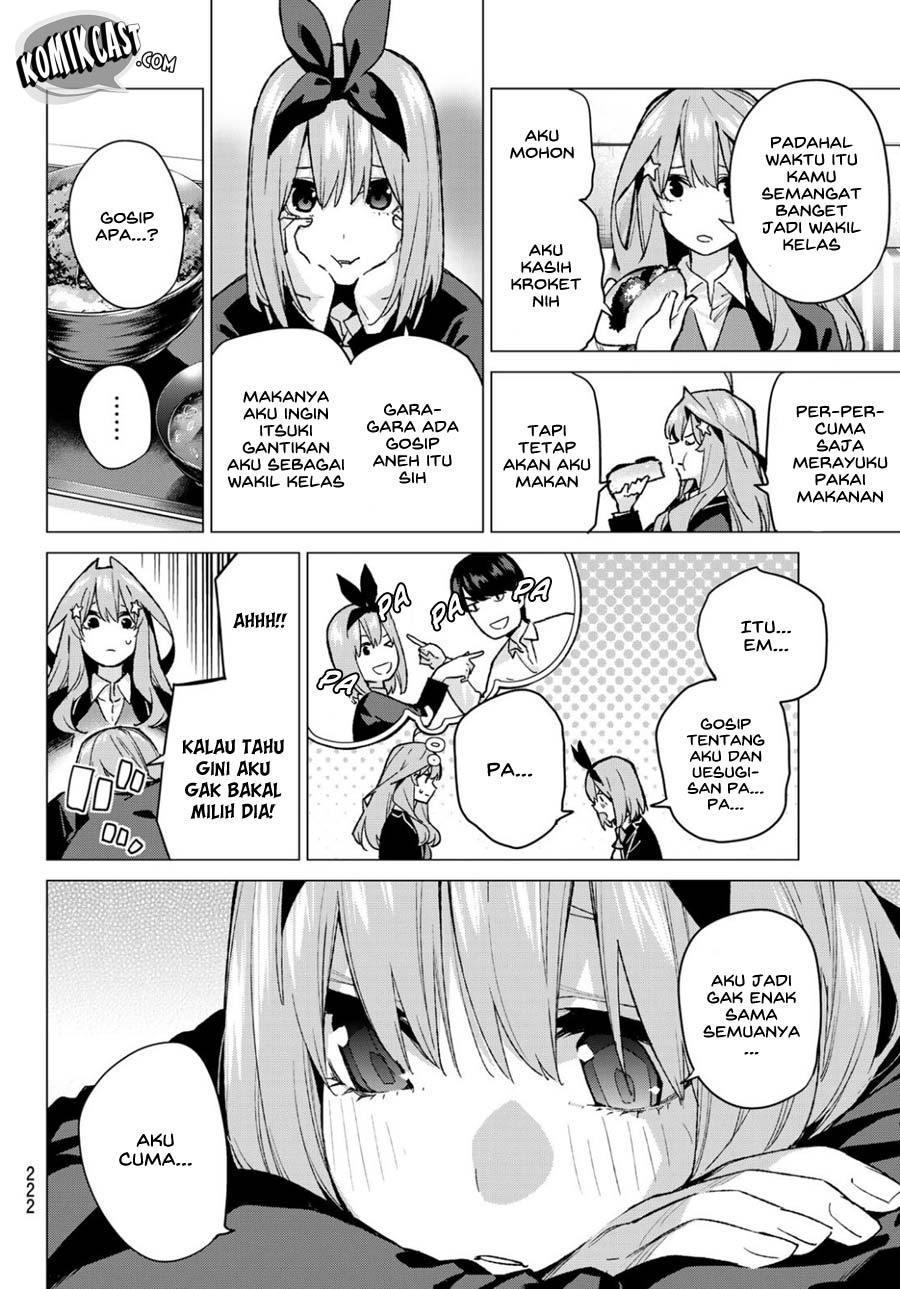 KOMIKCAST
.COM
PADAHAL
WAKTU ITU
KAMU
SEMANGAT
BANGET
JADI WAKIL
KELAS
AKU
MOHON
AKU
KASIH
KROKET
NIH
PER-PER-
CUMA
SAJA
MERAYUKU
PAKAI
MAKANAN
TAPI
TETAP
AKAN AKU
MAKAN
GARA-
GARA ADA
GOSIP
ANEH ITU
SIH
MAKANYA
AKU INGIN
ITSUKI
GANTIKAN
AKU SEBAGAI
WAKIL KELAS
GOSIP
APA...?
......
ITU...
EM...
GOSIP
TENTANG
AKU DAN
UESUGI-
SAN PA...
PA...
PA
PA
PA
PA
PA
PA...
AHHH!!
KALAU TAHU
GINI AKU
GAK BAKAL
MILIH DIA!
AKU JADI
GAK ENAK
SAMA
SEMUANYA
...
AKU
CUMA...
222